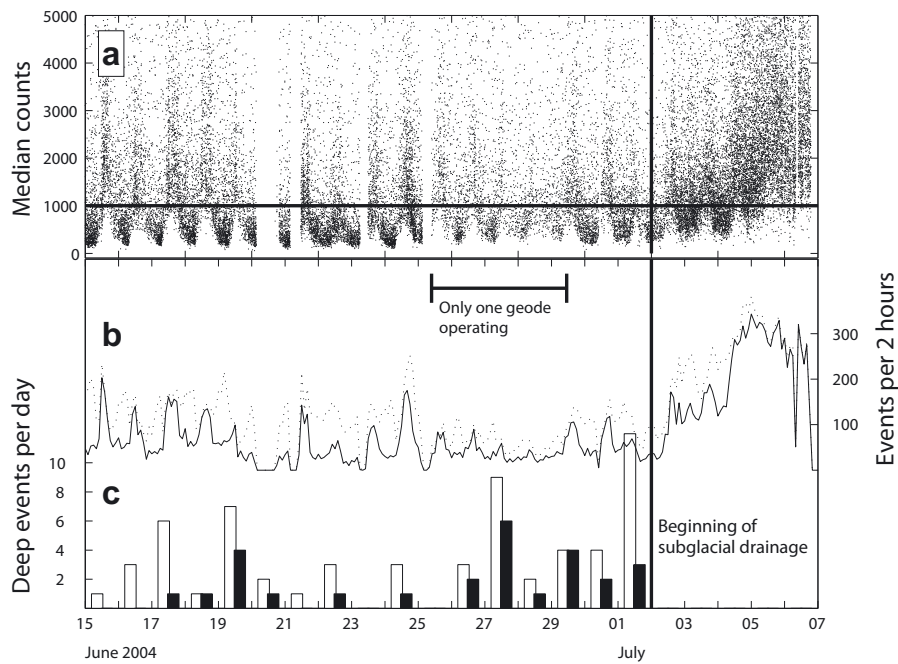 5000
a
4000
3000
2000
1000
0
Median counts
Only one geode
operating
b
300
200
100
Events per 2 hours
Deep events per day
10
c
8
6
4
2
Beginning of
subglacial drainage
15 17 19 21 23 25 27 29 01 03 05 07
June 2004 July